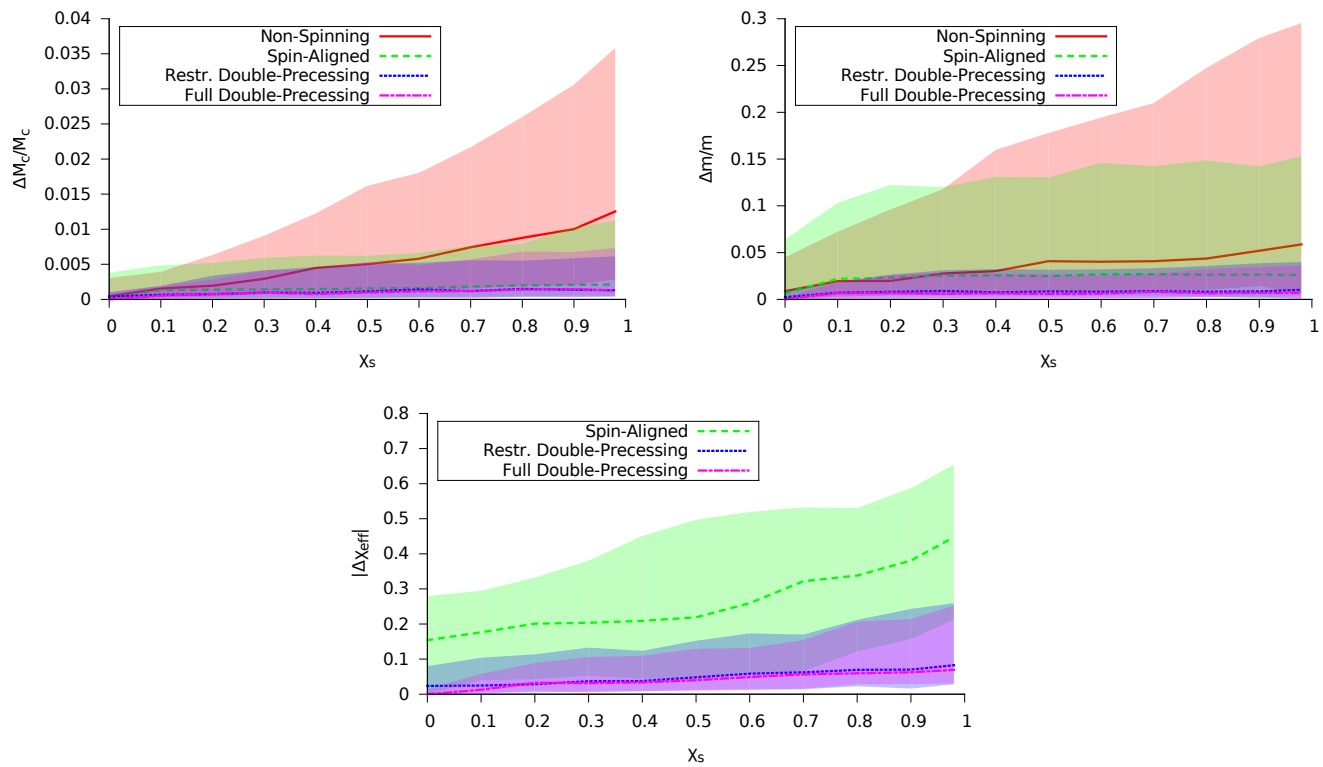 0.04
0.035
0.03
0.025
0.02
0.015
0.01
0.005
0
ΔMc/Mc
Non-Spinning
Spin-Aligned
Restr. Double-Precessing
Full Double-Precessing
0 0.1 0.2 0.3 0.4 0.5 0.6 0.7 0.8 0.9 1
χs
0.3
0.25
0.2
0.15
0.1
0.05
0
Δm/m
Non-Spinning
Spin-Aligned
Restr. Double-Precessing
Full Double-Precessing
0 0.1 0.2 0.3 0.4 0.5 0.6 0.7 0.8 0.9 1
χs
0.8
0.7
0.6
0.5
0.4
0.3
0.2
0.1
0
|Δχeff|
Spin-Aligned
Restr. Double-Precessing
Full Double-Precessing
0 0.1 0.2 0.3 0.4 0.5 0.6 0.7 0.8 0.9 1
χs